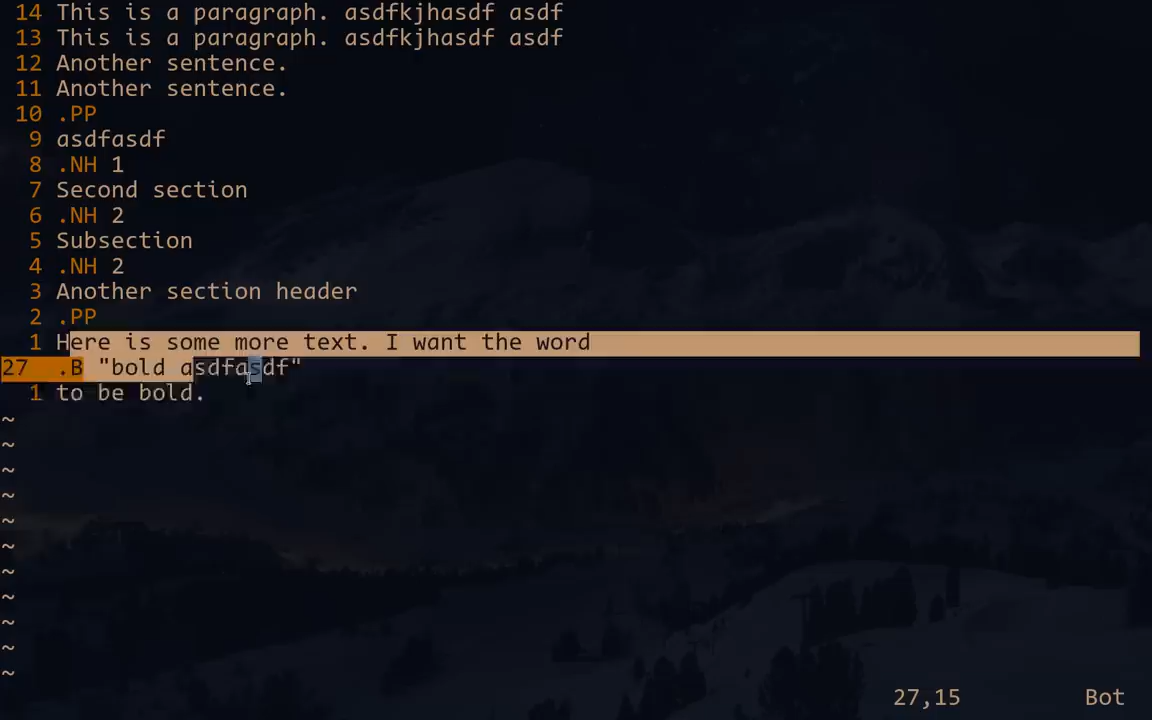 14 This is a paragraph. asdfkjhasdf asdf
13 This is a paragraph. asdfkjhasdf asdf
12 Another sentence.
11 Another sentence.
10 .PP
9 asdfasdf
8 .NH 1
7 Second section
6 .NH 2
5 Subsection
4 .NH 2
3 Another section header
2 .PP
1 Here is some more text. I want the word
27 .B "bold asdfasdf"
1 to be bold.
~
~
~
~
~
~
~
~
~
~
~
27,15 Bot